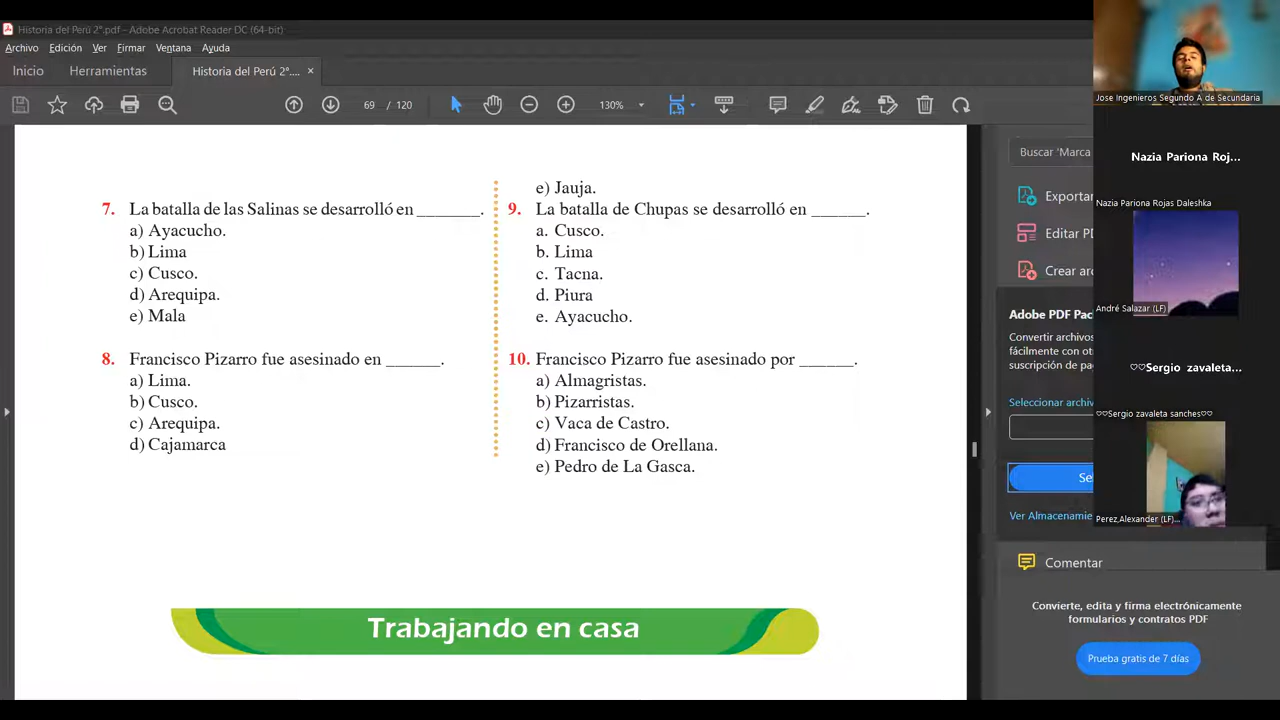 Historia del Perú 2°.pdf - Adobe Acrobat Reader DC (64-bit)
Archivo Edición Ver Firmar Ventana Ayuda
Inicio Herramientas Historia del Perú 2°.... ×
69 / 120 130%
7. La batalla de las Salinas se desarrolló en _______.
a) Ayacucho.
b) Lima
c) Cusco.
d) Arequipa.
e) Mala
8. Francisco Pizarro fue asesinado en ______.
a) Lima.
b) Cusco.
c) Arequipa.
d) Cajamarca
e) Jauja.
9. La batalla de Chupas se desarrolló en ______.
a. Cusco.
b. Lima
c. Tacna.
d. Piura
e. Ayacucho.
10. Francisco Pizarro fue asesinado por ______.
a) Almagristas.
b) Pizarristas.
c) Vaca de Castro.
d) Francisco de Orellana.
e) Pedro de La Gasca.
Trabajando en casa
Buscar 'Marca
Exportar
Editar PD
Crear arc
Adobe PDF Pac
Convertir archivos
fácilmente con otr
suscripción de pa
Seleccionar archiv
Se
Ver Almacenamie
Comentar
Convierte, edita y firma electrónicamente
formularios y contratos PDF
Prueba gratis de 7 días
Jose Ingenieros Segundo A de Secundaria
Nazia Pariona Roj...
Nazia Pariona Rojas Daleshka
André Salazar (LF)
♡♡Sergio zavaleta...
♡♡Sergio zavaleta sanches♡♡
Perez,Alexander (LF)...